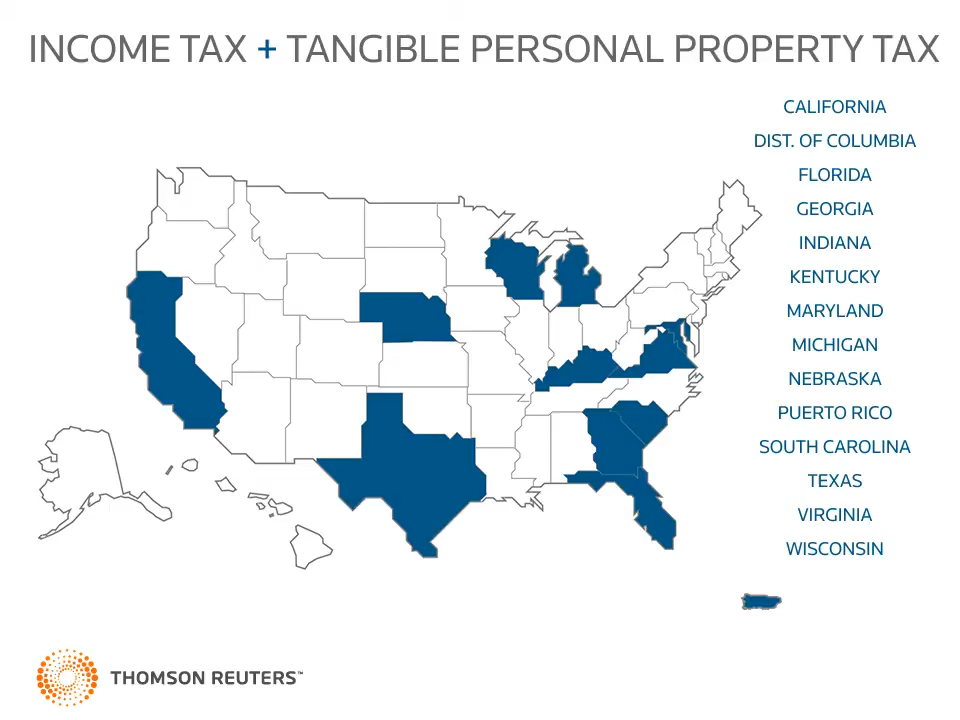 INCOME TAX + TANGIBLE PERSONAL PROPERTY TAX
CALIFORNIA
DIST. OF COLUMBIA
FLORIDA
GEORGIA
INDIANA
KENTUCKY
MARYLAND
MICHIGAN
NEBRASKA
PUERTO RICO
SOUTH CAROLINA
TEXAS
VIRGINIA
WISCONSIN
THOMSON REUTERS™